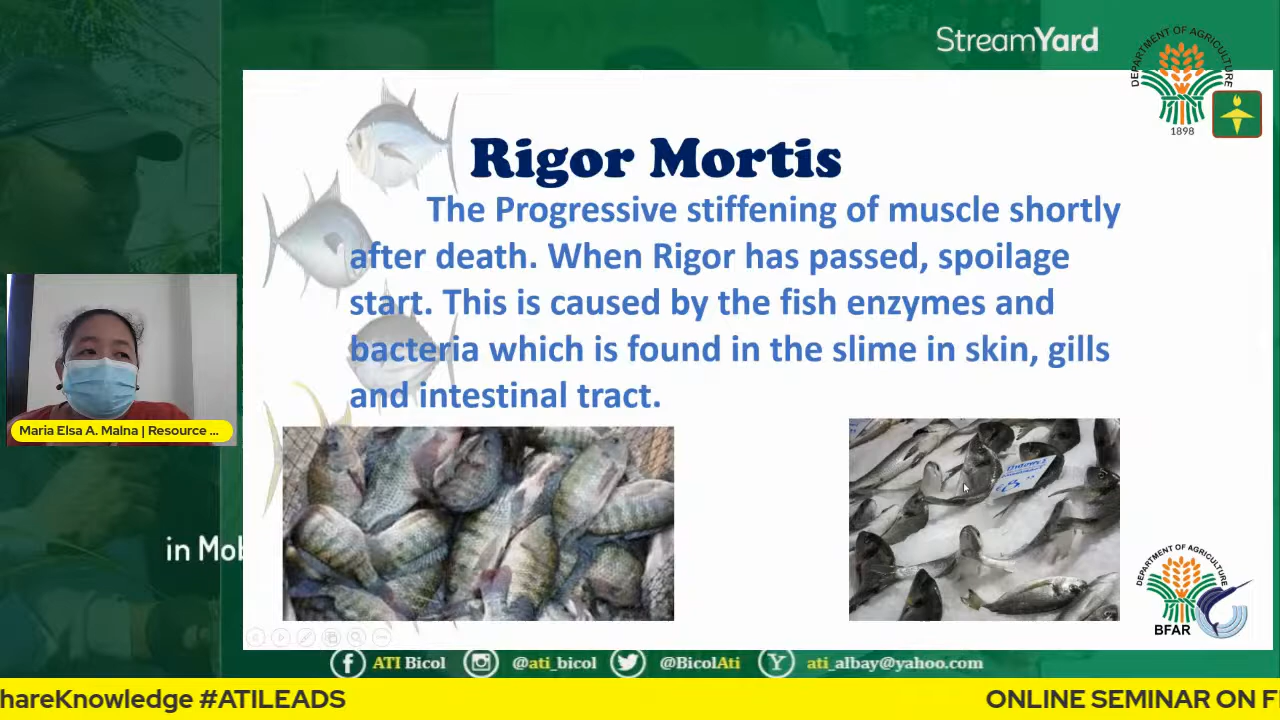 StreamYard
DEPARTMENT OF AGRICULTURE
1898
Rigor Mortis
The Progressive stiffening of muscle shortly
after death. When Rigor has passed, spoilage
start. This is caused by the fish enzymes and
bacteria which is found in the slime in skin, gills
and intestinal tract.
Maria Elsa A. Malna | Resource ...
in Mob
DEPARTMENT OF AGRICULTURE
BFAR
ATI Bicol
@ati_bicol
@BicolAti
ati_albay@yahoo.com
hareKnowledge #ATILEADS
ONLINE SEMINAR ON F